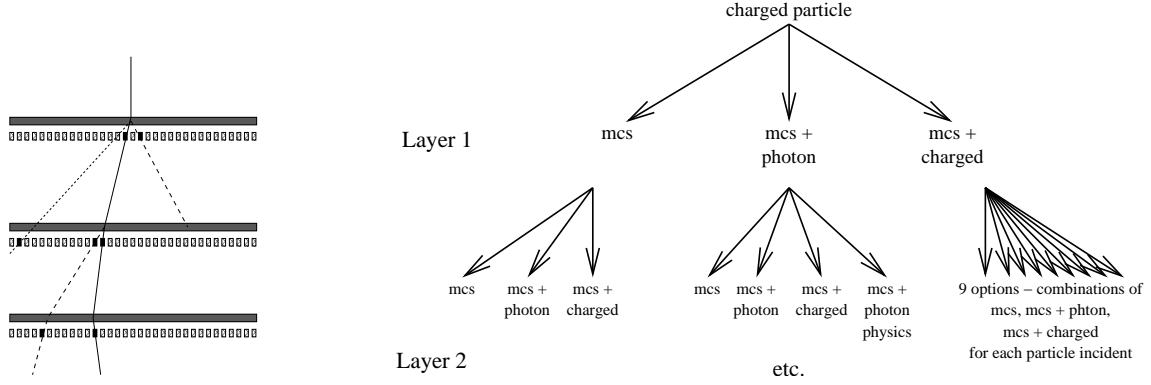 charged particle
Layer 1
mcs
mcs +
photon
mcs +
charged
mcs
mcs +
photon
mcs +
charged
mcs
mcs +
photon
mcs +
charged
mcs +
photon
physics
9 options – combinations of
mcs, mcs + phton,
mcs + charged
for each particle incident
Layer 2
etc.